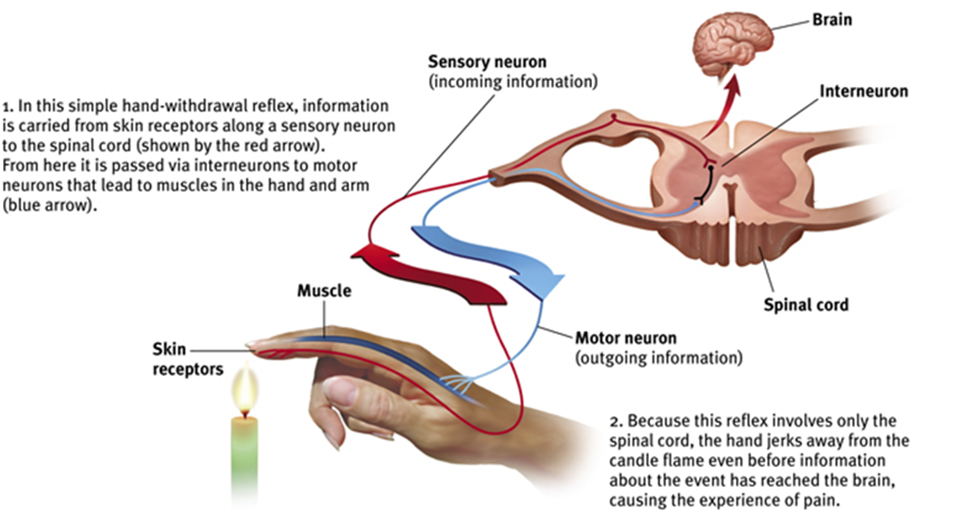 Brain
Sensory neuron
(incoming information)
Interneuron
1. In this simple hand-withdrawal reflex, information
is carried from skin receptors along a sensory neuron
to the spinal cord (shown by the red arrow).
From here it is passed via interneurons to motor
neurons that lead to muscles in the hand and arm
(blue arrow).
Muscle
Spinal cord
Skin
receptors
Motor neuron
(outgoing information)
2. Because this reflex involves only the
spinal cord, the hand jerks away from the
candle flame even before information
about the event has reached the brain,
causing the experience of pain.